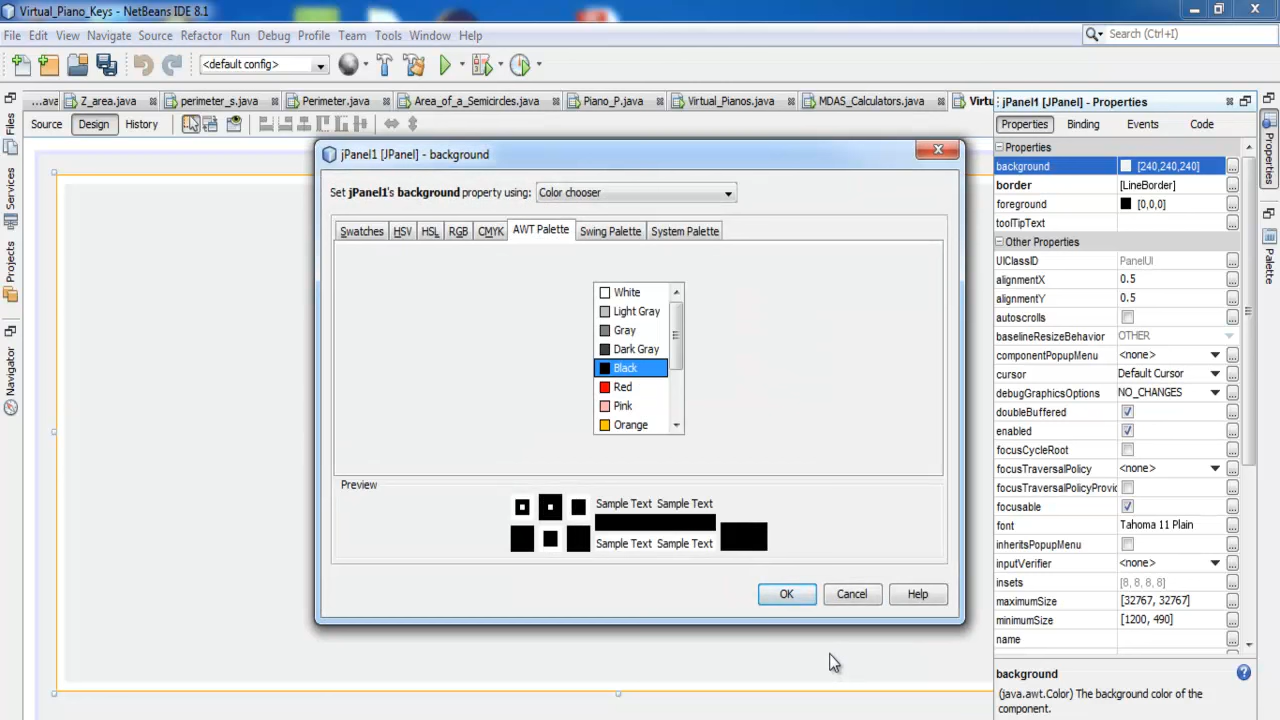 Virtual_Piano_Keys - NetBeans IDE 8.1
File Edit View Navigate Source Refactor Run Debug Profile Team Tools Window Help
Search (Ctrl+I)
<default config>
...ava Z_area.java perimeter_s.java Perimeter.java Area_of_a_Semicircles.java Piano_P.java Virtual_Pianos.java MDAS_Calculators.java Virtu
Source Design History
Files
Services
Projects
Navigator
jPanel1 [JPanel] - background
Set jPanel1's background property using: Color chooser
Swatches HSV HSL RGB CMYK AWT Palette Swing Palette System Palette
White
Light Gray
Gray
Dark Gray
Black
Red
Pink
Orange
Preview
Sample Text Sample Text
Sample Text Sample Text
OK Cancel Help
jPanel1 [JPanel] - Properties
Properties Binding Events Code
Properties
background [240,240,240]
border [LineBorder]
foreground [0,0,0]
toolTipText
Other Properties
UIClassID PanelUI
alignmentX 0.5
alignmentY 0.5
autoscrolls
baselineResizeBehavior OTHER
componentPopupMenu <none>
cursor Default Cursor
debugGraphicsOptions NO_CHANGES
doubleBuffered
enabled
focusCycleRoot
focusTraversalPolicy <none>
focusTraversalPolicyProvic
focusable
font Tahoma 11 Plain
inheritsPopupMenu
inputVerifier <none>
insets [8, 8, 8, 8]
maximumSize [32767, 32767]
minimumSize [1200, 490]
name
background
(java.awt.Color) The background color of the
component.
Properties
Palette